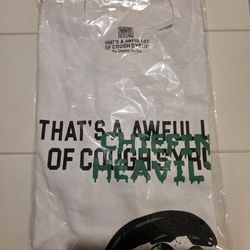 THAT'S A AWFUL LOT
OF COUGH SYRUP
THAT'S A AWFUL L
OF COUGH SYRU
CHIEFIN
HEAVIL